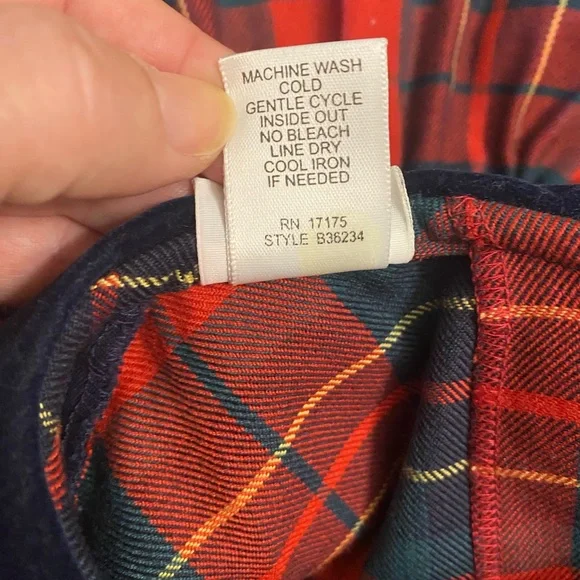 MACHINE WASH
COLD
GENTLE CYCLE
INSIDE OUT
NO BLEACH
LINE DRY
COOL IRON
IF NEEDED
RN 17175
STYLE B36234